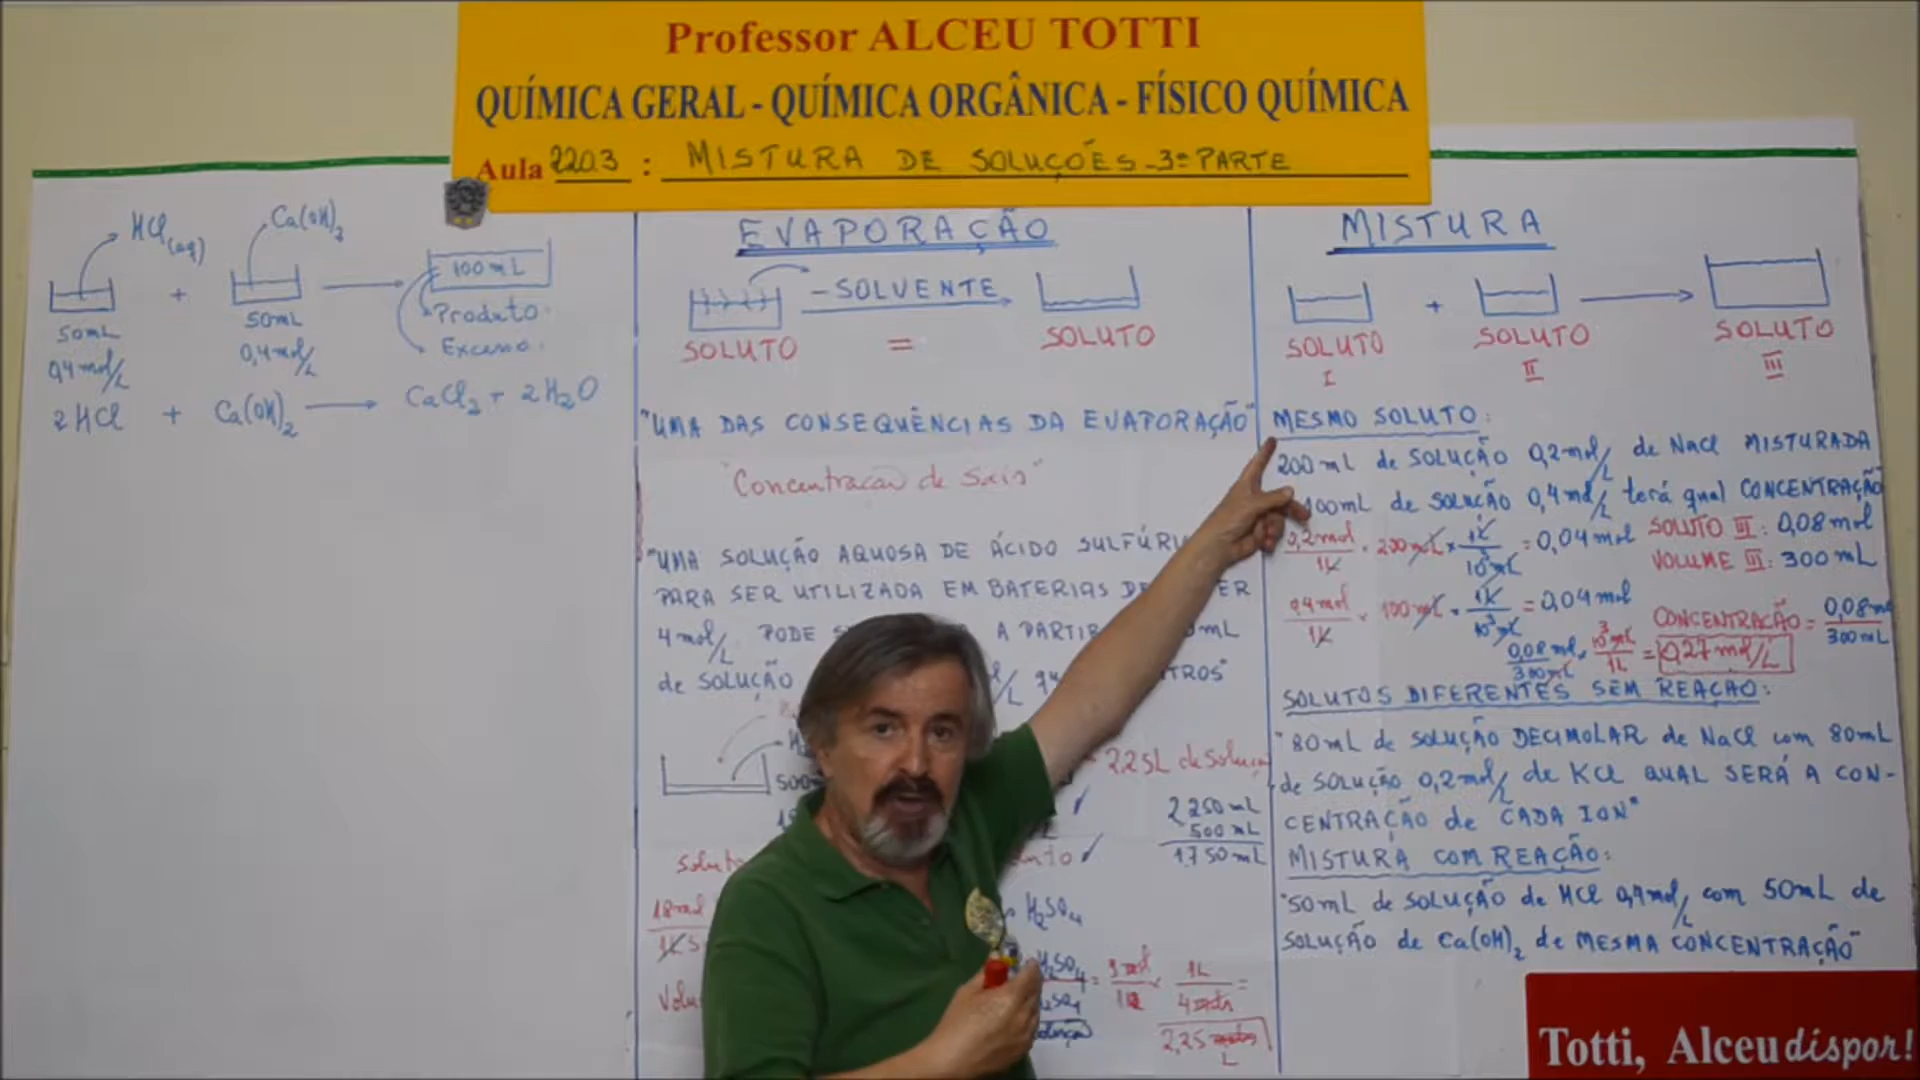 Professor ALCEU TOTTI
QUÍMICA GERAL - QUÍMICA ORGÂNICA - FÍSICO QUÍMICA
Aula 2203 : MISTURA DE SOLUÇÕES - 3ª PARTE
HCl(aq)
Ca(OH)2
100mL
+
50mL
50mL
0,4mol/L
0,4mol/L
Produto.
Excesso.
2HCl + Ca(OH)2 → CaCl2 + 2H2O
EVAPORAÇÃO
-SOLVENTE
SOLUTO = SOLUTO
"UMA DAS CONSEQUÊNCIAS DA EVAPORAÇÃO"
"Concentração de Sais"
"UMA SOLUÇÃO AQUOSA DE ÁCIDO
PARA SER UTILIZADA EM BATERIAS
4mol/L PODE A PARTIR mL
de SOLUÇÃO
2,25L de solução
2250mL
500mL
1750mL
H2SO4
1L
2,25
L
MISTURA
+
SOLUTO I SOLUTO II SOLUTO III
MESMO SOLUTO:
200mL de SOLUÇÃO 0,2mol/L de NaCl MISTURADA
100mL de SOLUÇÃO 0,4mol/L terá qual CONCENTRAÇÃO
0,2mol/1L × 200mL × 1L/10³mL = 0,04mol
SOLUTO III: 0,08mol
VOLUME III: 300mL
0,4mol/1L × 100mL × 1L/10³mL = 0,04mol
CONCENTRAÇÃO = 0,08mol/300mL
0,08mol/300mL × 10³mL/1L = 0,27mol/L
SOLUTOS DIFERENTES SEM REAÇÃO:
"80mL de SOLUÇÃO DECIMOLAR de NaCl com 80mL
de SOLUÇÃO 0,2mol/L de KCl QUAL SERÁ A CON-
CENTRAÇÃO de CADA ION"
MISTURA COM REAÇÃO:
"50mL de SOLUÇÃO de HCl 0,4mol/L com 50mL de
SOLUÇÃO de Ca(OH)2 de MESMA CONCENTRAÇÃO"
Totti, Alceu dispor!